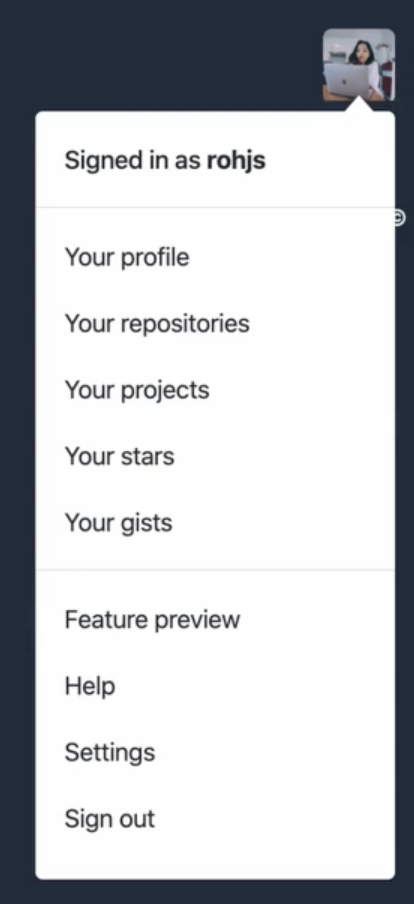 Signed in as rohjs
©
Your profile
Your repositories
Your projects
Your stars
Your gists
Feature preview
Help
Settings
Sign out